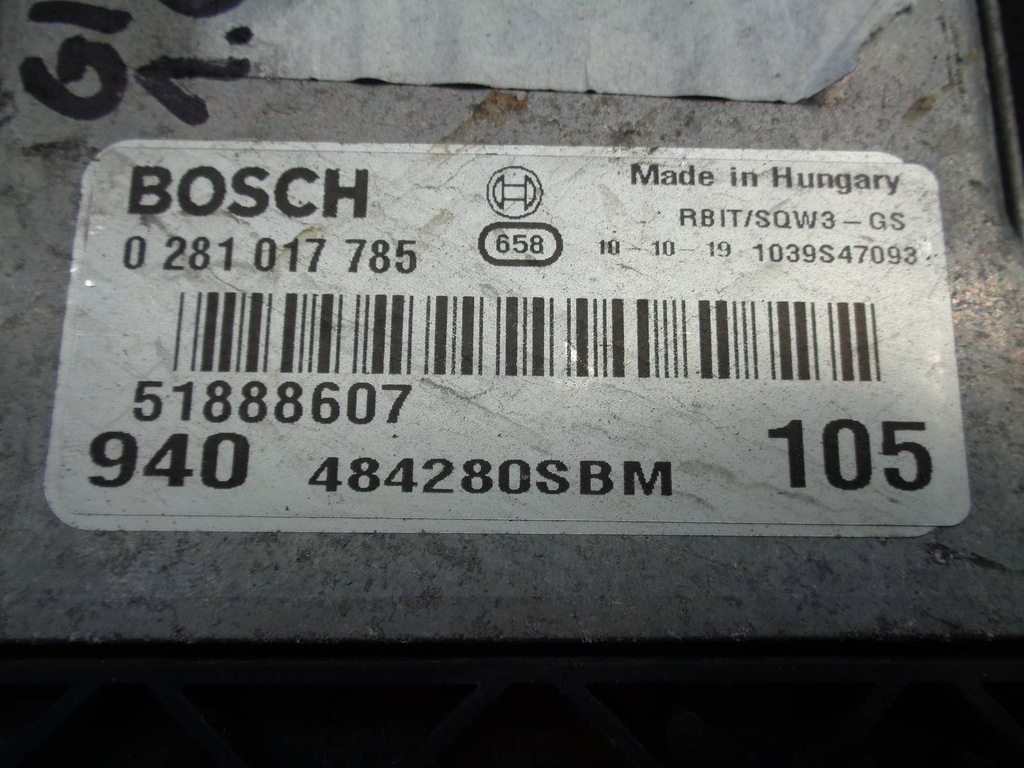 1.
BOSCH
Made in Hungary
RBIT/SQW3-GS
0 281 017 785
658
10-10-19 1039S47093
51888607
940
484280SBM
105